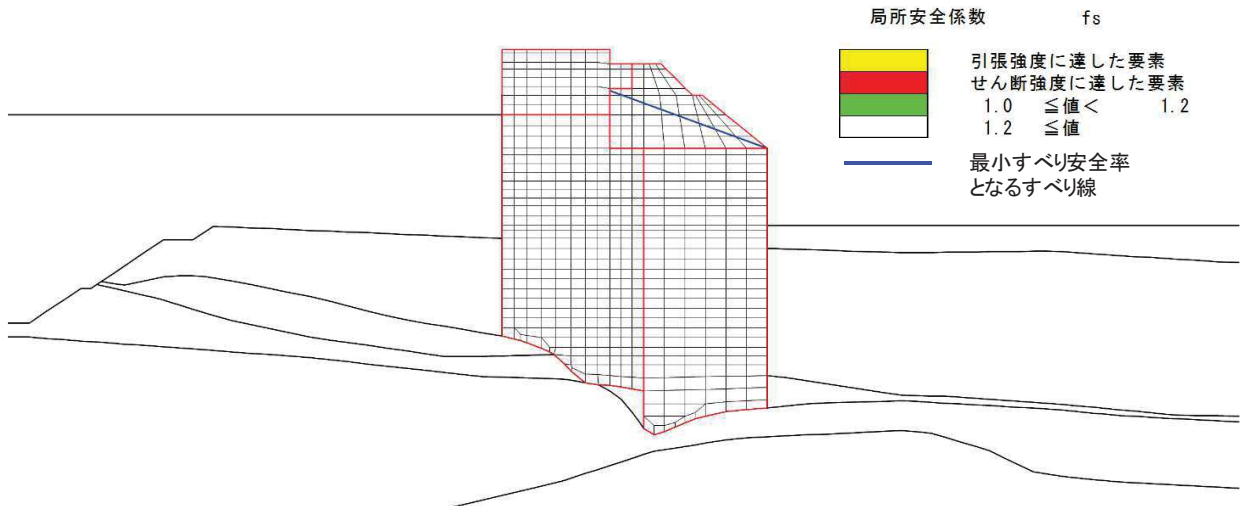 局所安全係数 fs
引張強度に達した要素
せん断強度に達した要素
1.0 ≦値< 1.2
1.2 ≦値
最小すべり安全率
となるすべり線